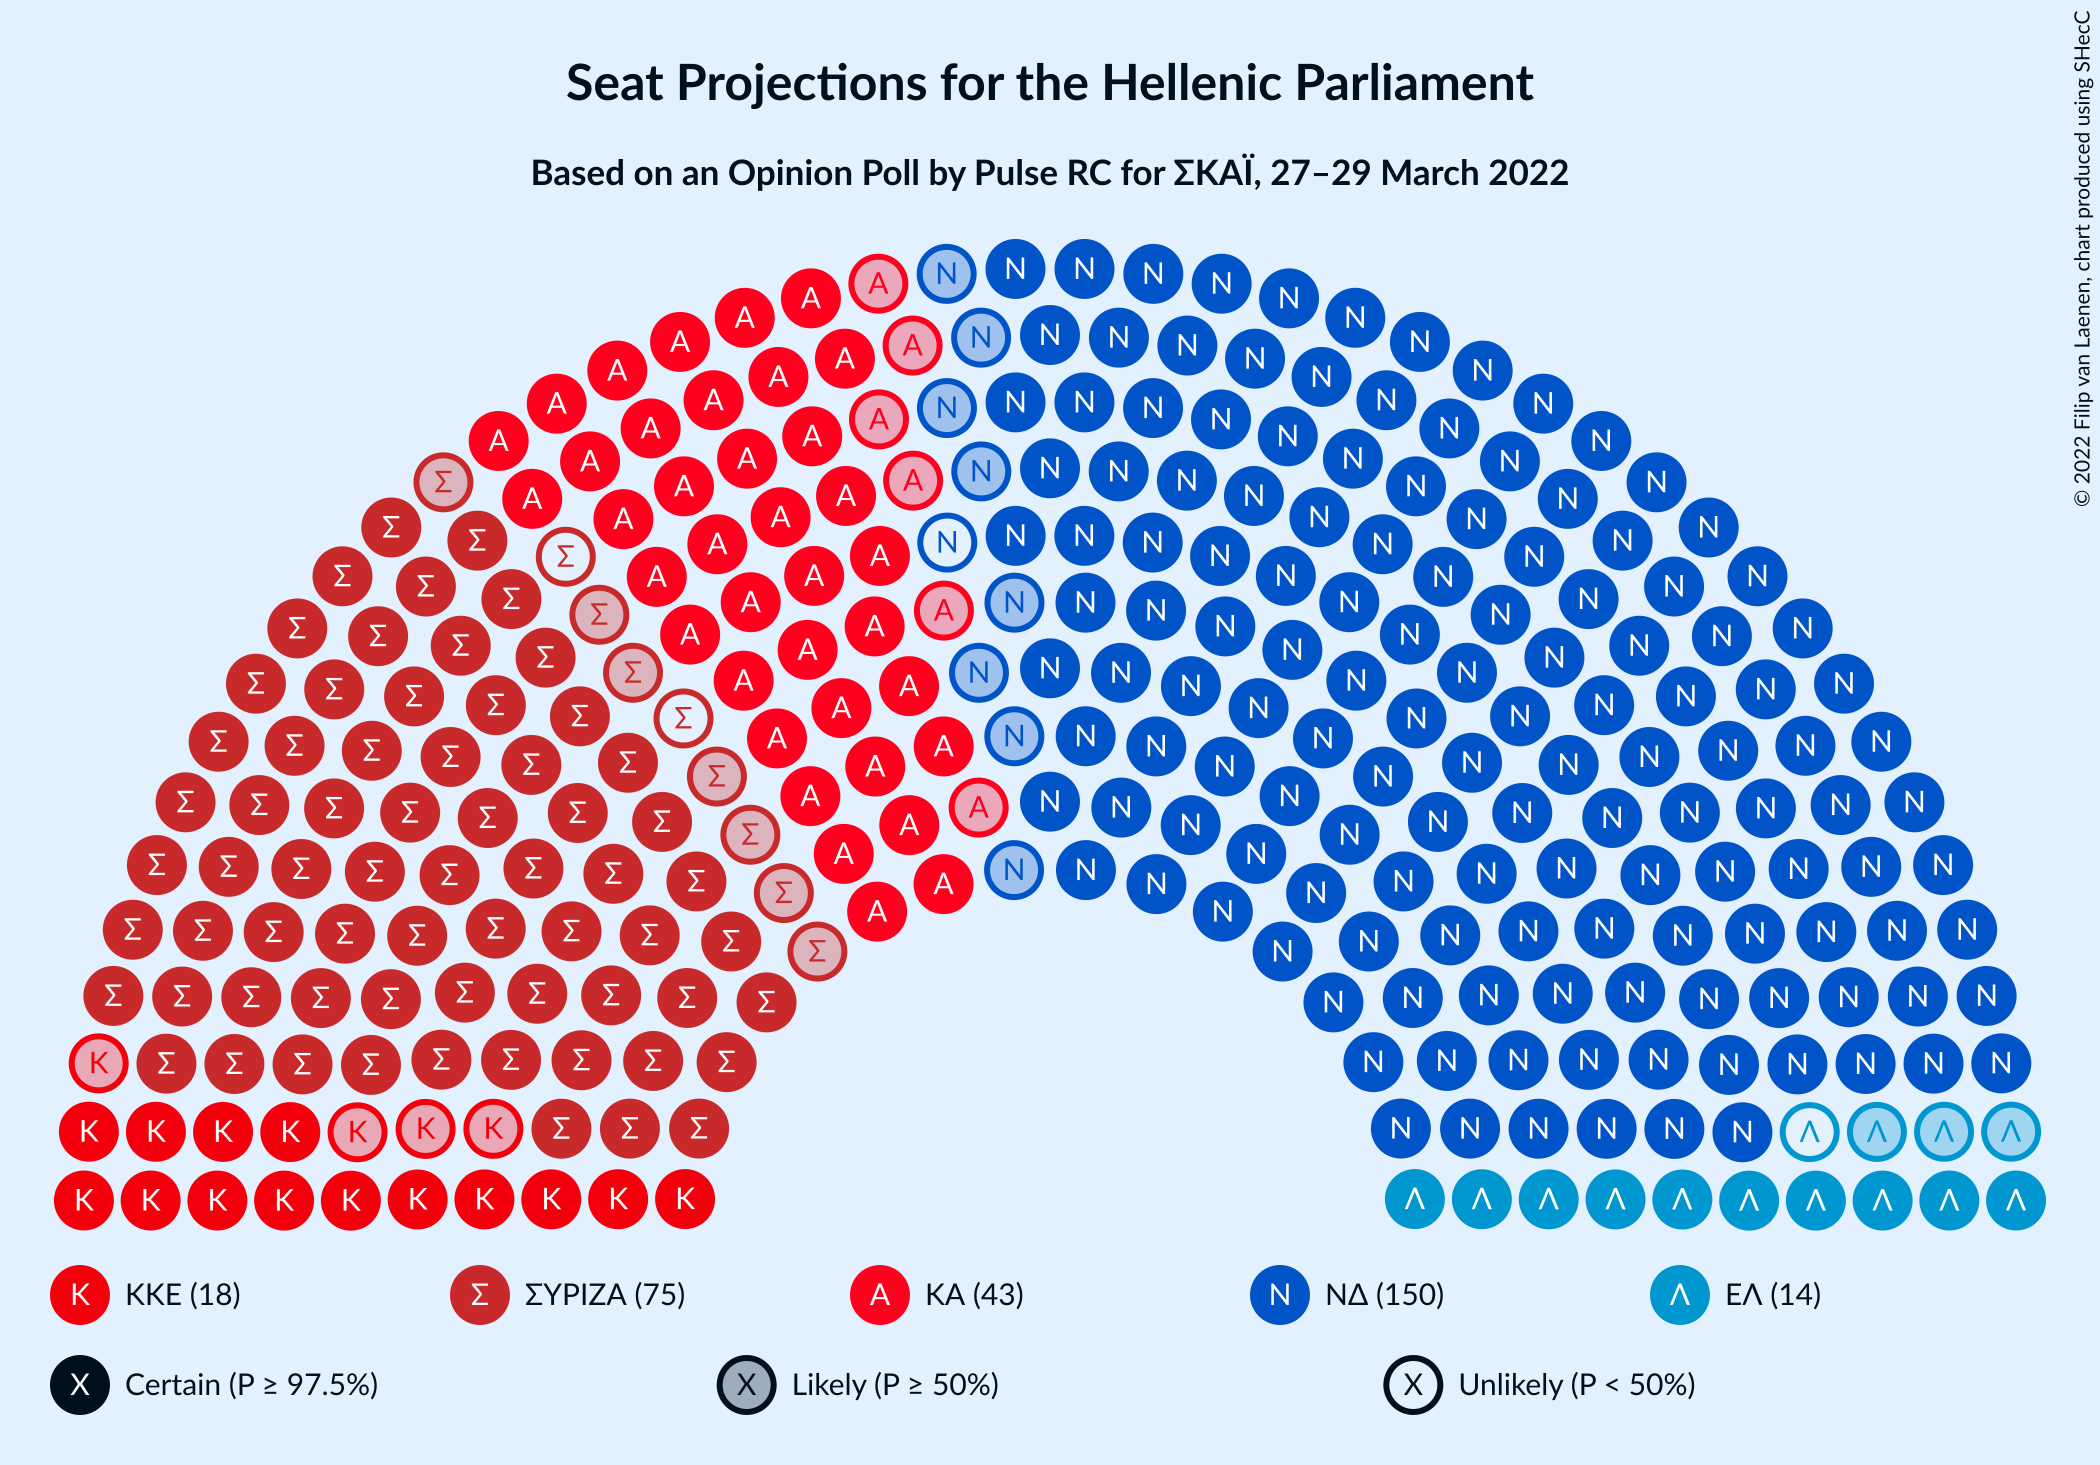 Seat Projections for the Hellenic Parliament
Based on an Opinion Poll by Pulse RC for ΣΚΑΪ, 27–29 March 2022
© 2022 Filip van Laenen, chart produced using SHecC
Κ ΚΚΕ (18) Σ ΣΥΡΙΖΑ (75) Α ΚΑ (43) Ν ΝΔ (150) Λ ΕΛ (14)
X Certain (P ≥ 97.5%) X Likely (P ≥ 50%) X Unlikely (P < 50%)